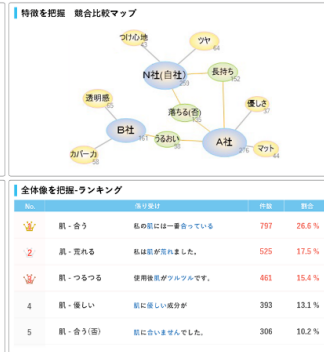 特徴を把握 競合比較マップ
つけ心地
43
ツヤ
64
N社(自社)
長持ち
152
透明感
優しさ
37
落ちる(否)
B社
161
うるおい
A社
276
マット
44
カバー力
58
全体像を把握-ランキング
No. 係り受け 件数 割合
肌 - 合う 私の肌には一番合っている 797 26.6 %
2 肌 - 荒れる 私は肌が荒れました。 525 17.5 %
肌 - つるつる 使用後肌がツルツルです。 461 15.4 %
4 肌 - 優しい 肌に優しい成分が 393 13.1 %
5 肌 - 合う(否) 肌に合いませんでした。 306 10.2 %